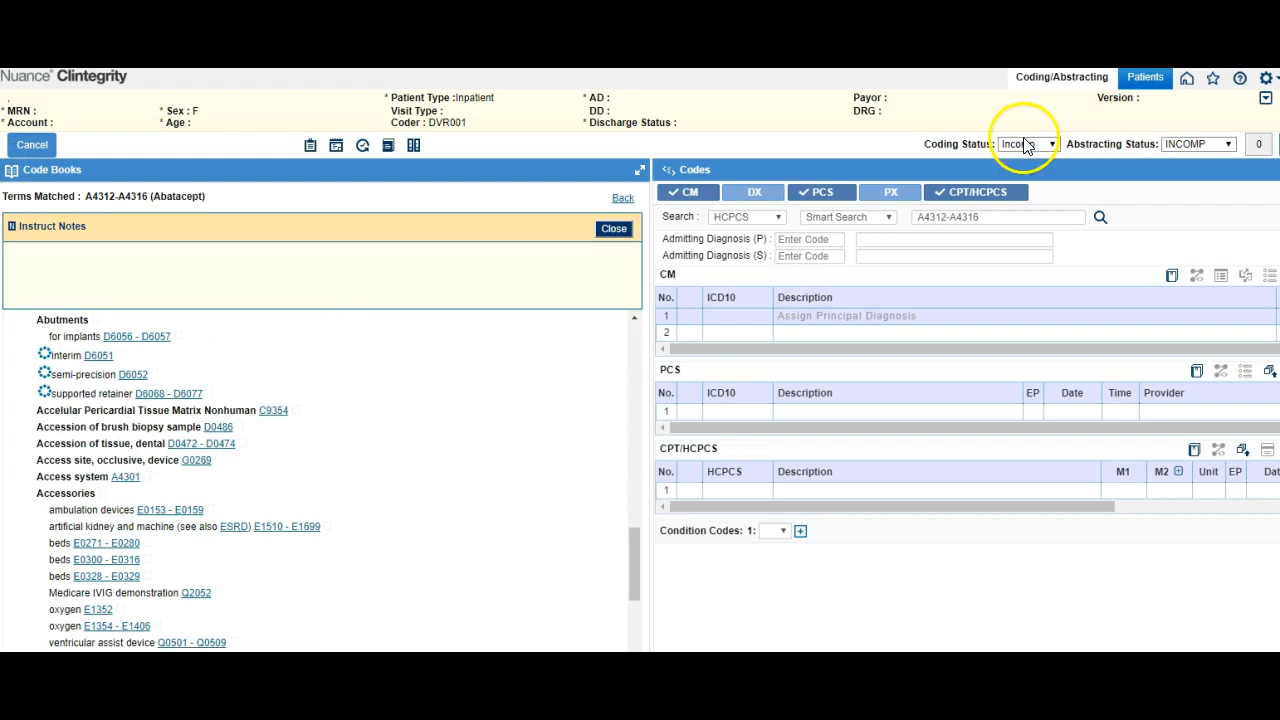 Nuance® Clintegrity
Coding/Abstracting Patients
* MRN : * Sex : F * Patient Type : Inpatient * AD : Payor : Version :
Visit Type : DD : DRG :
* Account : * Age : Coder : DVR001 * Discharge Status :
Cancel Coding Status: Abstracting Status: INCOMP 0
Code Books
Terms Matched : A4312-A4316 (Abatacept) Back
Instruct Notes Close
Abutments
for implants D6056 - D6057
interim D6051
semi-precision D6052
supported retainer D6068 - D6077
Accelular Pericardial Tissue Matrix Nonhuman C9354
Accession of brush biopsy sample D0486
Accession of tissue, dental D0472 - D0474
Access site, occlusive, device G0269
Access system A4301
Accessories
ambulation devices E0153 - E0159
artificial kidney and machine (see also ESRD) E1510 - E1699
beds E0271 - E0280
beds E0300 - E0316
beds E0328 - E0329
Medicare IVIG demonstration Q2052
oxygen E1352
oxygen E1354 - E1406
ventricular assist device Q0501 - Q0509
Codes
CM DX PCS PX CPT/HCPCS
Search : HCPCS Smart Search A4312-A4316
Admitting Diagnosis (P) : Enter Code
Admitting Diagnosis (S) : Enter Code
CM
No. ICD10 Description
1 Assign Principal Diagnosis
2
PCS
No. ICD10 Description EP Date Time Provider
1
CPT/HCPCS
No. HCPCS Description M1 M2 Unit EP
1
Condition Codes: 1: